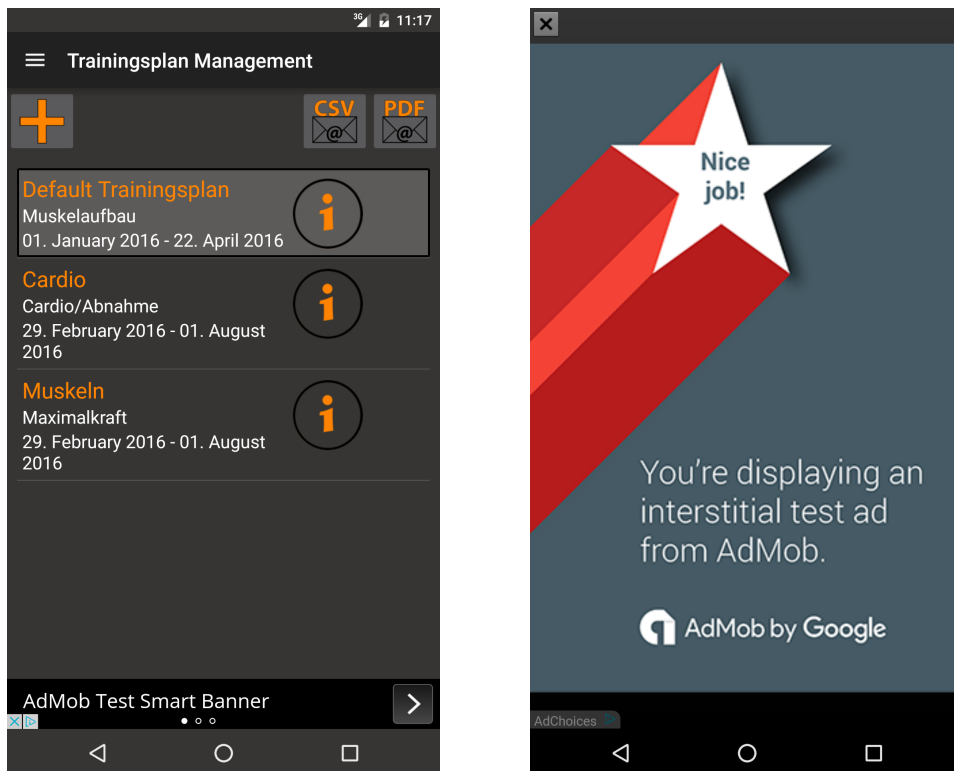 3G 11:17
Trainingsplan Management
CSV PDF
@ @
Default Trainingsplan
Muskelaufbau
01. January 2016 - 22. April 2016
i
Cardio
Cardio/Abnahme
29. February 2016 - 01. August
2016
i
Muskeln
Maximalkraft
29. February 2016 - 01. August
2016
i
AdMob Test Smart Banner
Nice
job!
You're displaying an
interstitial test ad
from AdMob.
AdMob by Google
AdChoices